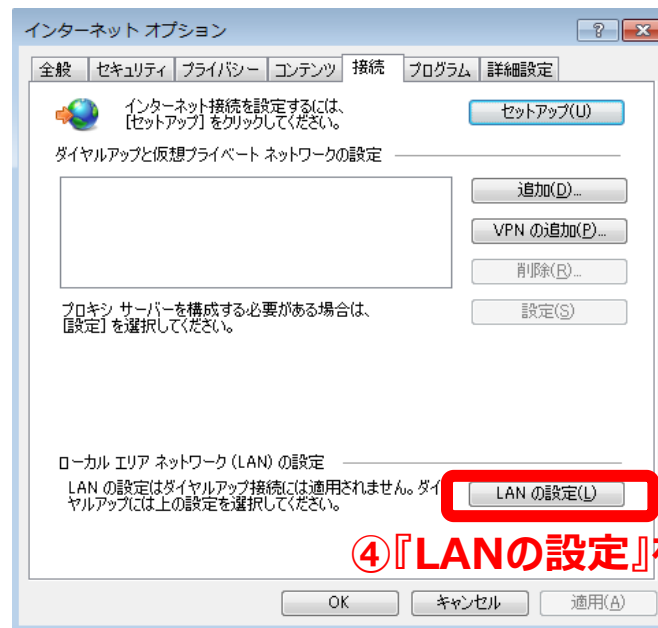 インターネット オプション
全般 セキュリティ プライバシー コンテンツ 接続 プログラム 詳細設定
インターネット接続を設定するには、
[セットアップ] をクリックしてください。
セットアップ(U)
ダイヤルアップと仮想プライベート ネットワークの設定
追加(D)...
VPN の追加(P)...
削除(R)...
プロキシ サーバーを構成する必要がある場合は、
[設定] を選択してください。
設定(S)
ローカル エリア ネットワーク (LAN) の設定
LAN の設定はダイヤルアップ接続には適用されません。ダイ
ヤルアップには上の設定を選択してください。
LAN の設定(L)
④『LANの設定』
OK キャンセル 適用(A)